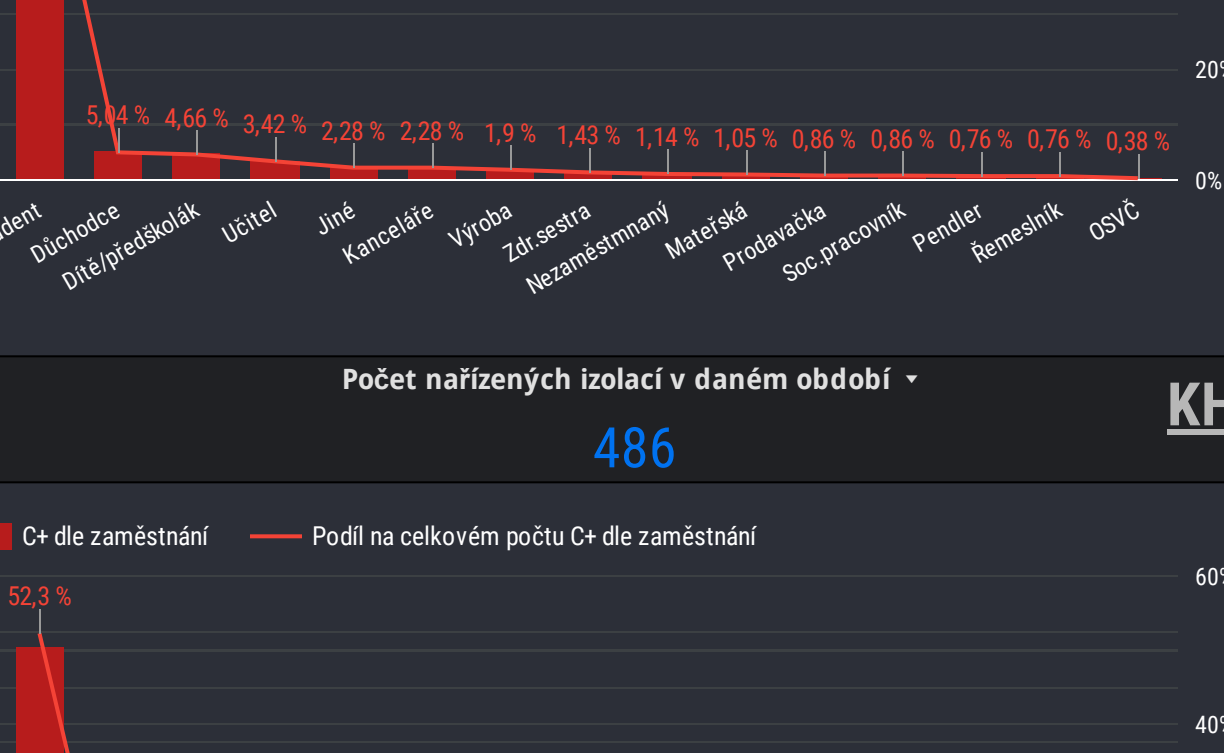 20%
5,04 % 4,66 % 3,42 % 2,28 % 2,28 % 1,9 % 1,43 % 1,14 % 1,05 % 0,86 % 0,86 % 0,76 % 0,76 % 0,38 %
0%
dent
Důchodce
Dítě/předškolák
Učitel
Jiné
Kanceláře
Výroba
Zdr.sestra
Nezaměstmnaný
Mateřská
Prodavačka
Soc.pracovník
Pendler
Řemeslník
OSVČ
Počet nařízených izolací v daném období
KH
486
C+ dle zaměstnání Podíl na celkovém počtu C+ dle zaměstnání
60%
52,3 %
40%